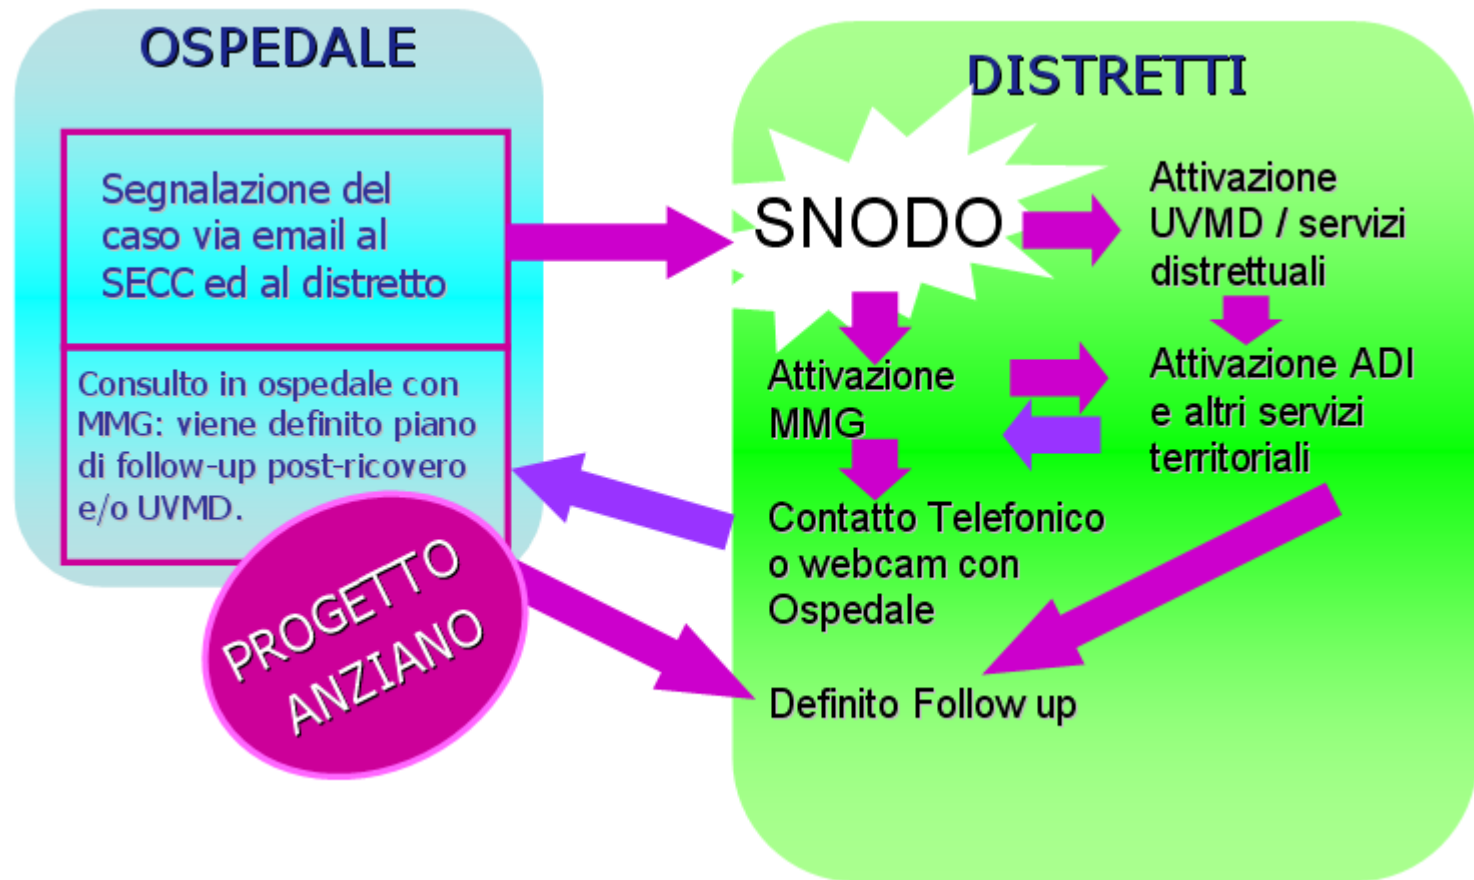 OSPEDALE
Segnalazione del
caso via email al
SECC ed al distretto
Consulto in ospedale con
MMG: viene definito piano
di follow-up post-ricovero
e/o UVMD.
PROGETTO
ANZIANO
DISTRETTI
SNODO
Attivazione
UVMD / servizi
distrettuali
Attivazione
MMG
Attivazione ADI
e altri servizi
territoriali
Contatto Telefonico
o webcam con
Ospedale
Definito Follow up